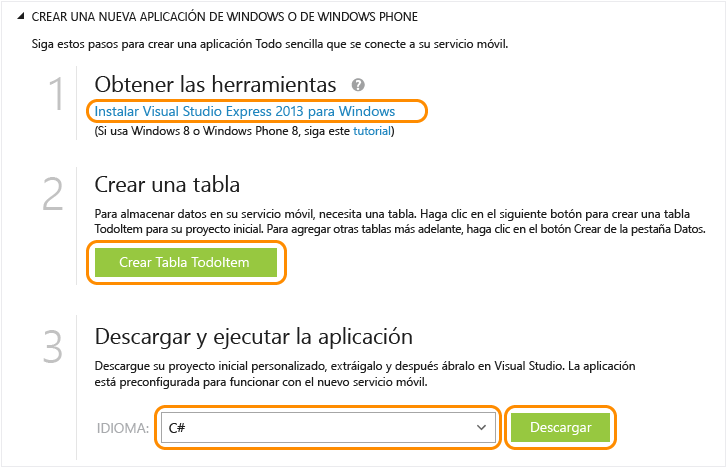 CREAR UNA NUEVA APLICACIÓN DE WINDOWS O DE WINDOWS PHONE
Siga estos pasos para crear una aplicación Todo sencilla que se conecte a su servicio móvil.
1
Obtener las herramientas ?
Instalar Visual Studio Express 2013 para Windows
(Si usa Windows 8 o Windows Phone 8, siga este tutorial)
2
Crear una tabla
Para almacenar datos en su servicio móvil, necesita una tabla. Haga clic en el siguiente botón para crear una tabla
TodoItem para su proyecto inicial. Para agregar otras tablas más adelante, haga clic en el botón Crear de la pestaña Datos.
Crear Tabla TodoItem
3
Descargar y ejecutar la aplicación
Descargue su proyecto inicial personalizado, extráigalo y después ábralo en Visual Studio. La aplicación
está preconfigurada para funcionar con el nuevo servicio móvil.
IDIOMA: C# Descargar